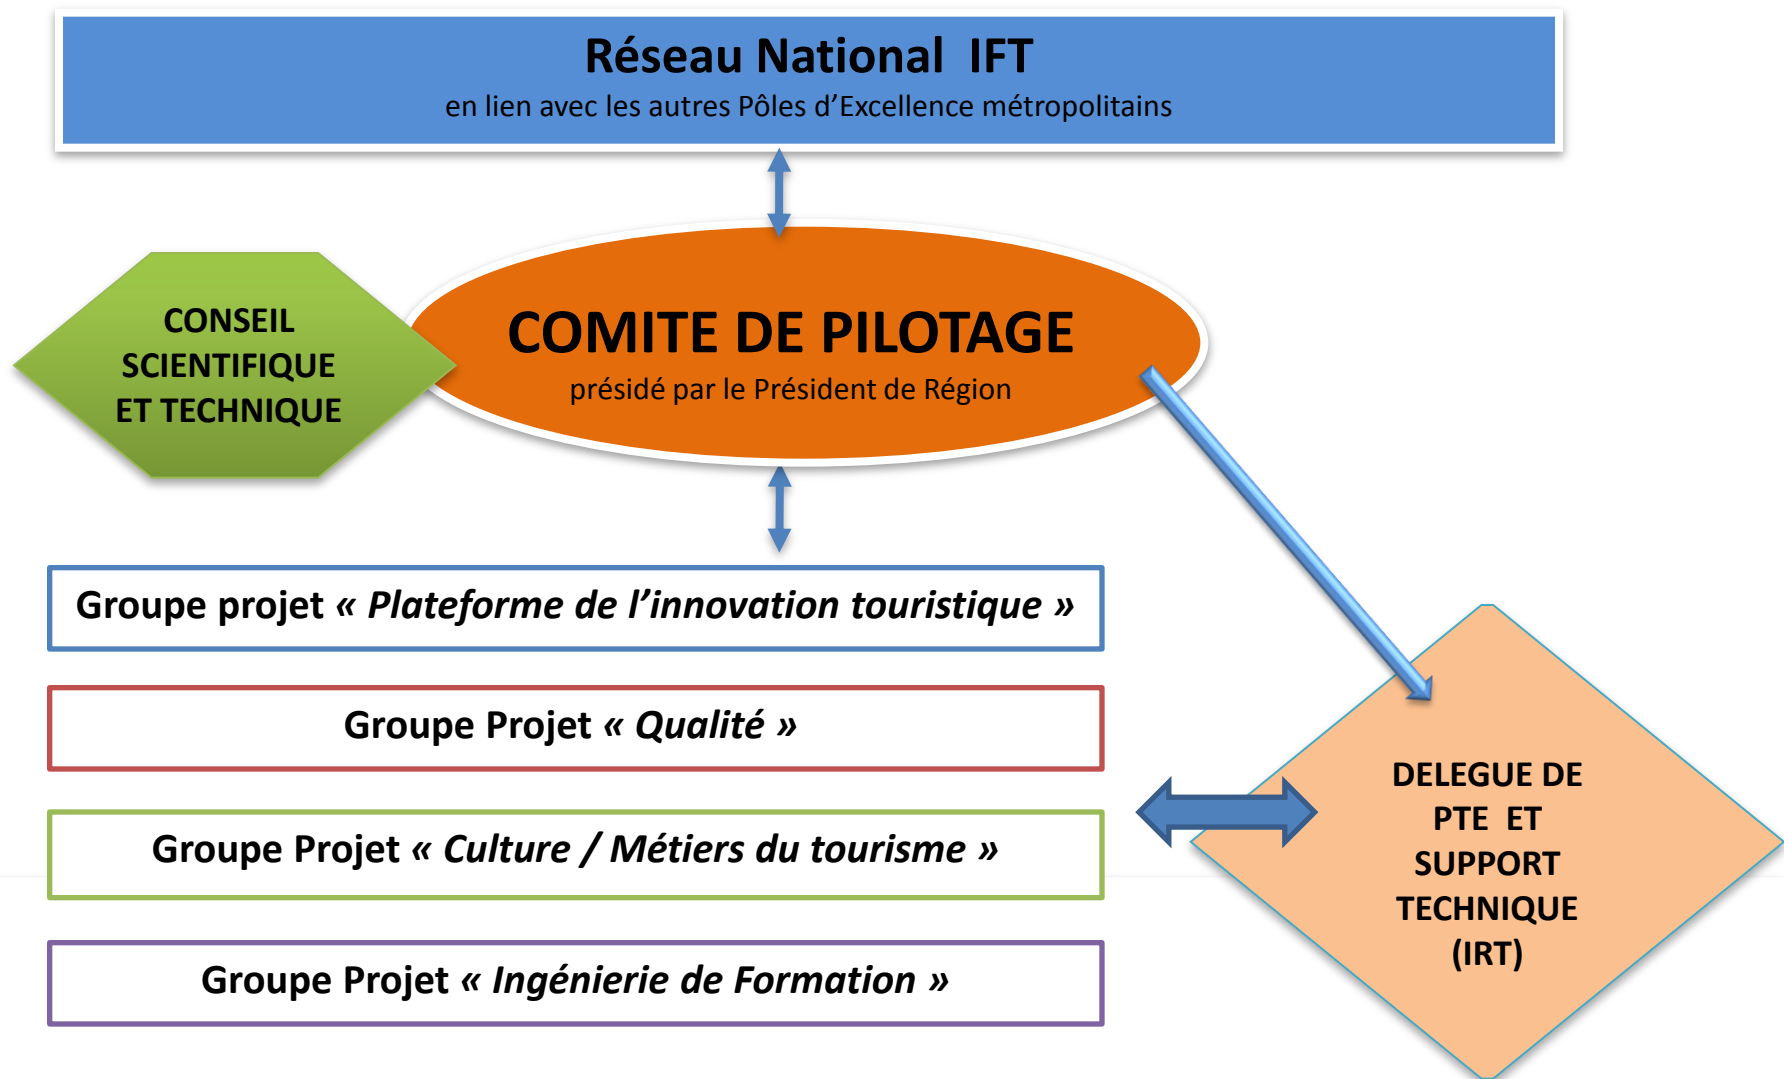 Réseau National IFT
en lien avec les autres Pôles d’Excellence métropolitains
CONSEIL
SCIENTIFIQUE
ET TECHNIQUE
COMITE DE PILOTAGE
présidé par le Président de Région
Groupe projet « Plateforme de l’innovation touristique »
Groupe Projet « Qualité »
Groupe Projet « Culture / Métiers du tourisme »
Groupe Projet « Ingénierie de Formation »
DELEGUE DE
PTE ET
SUPPORT
TECHNIQUE
(IRT)